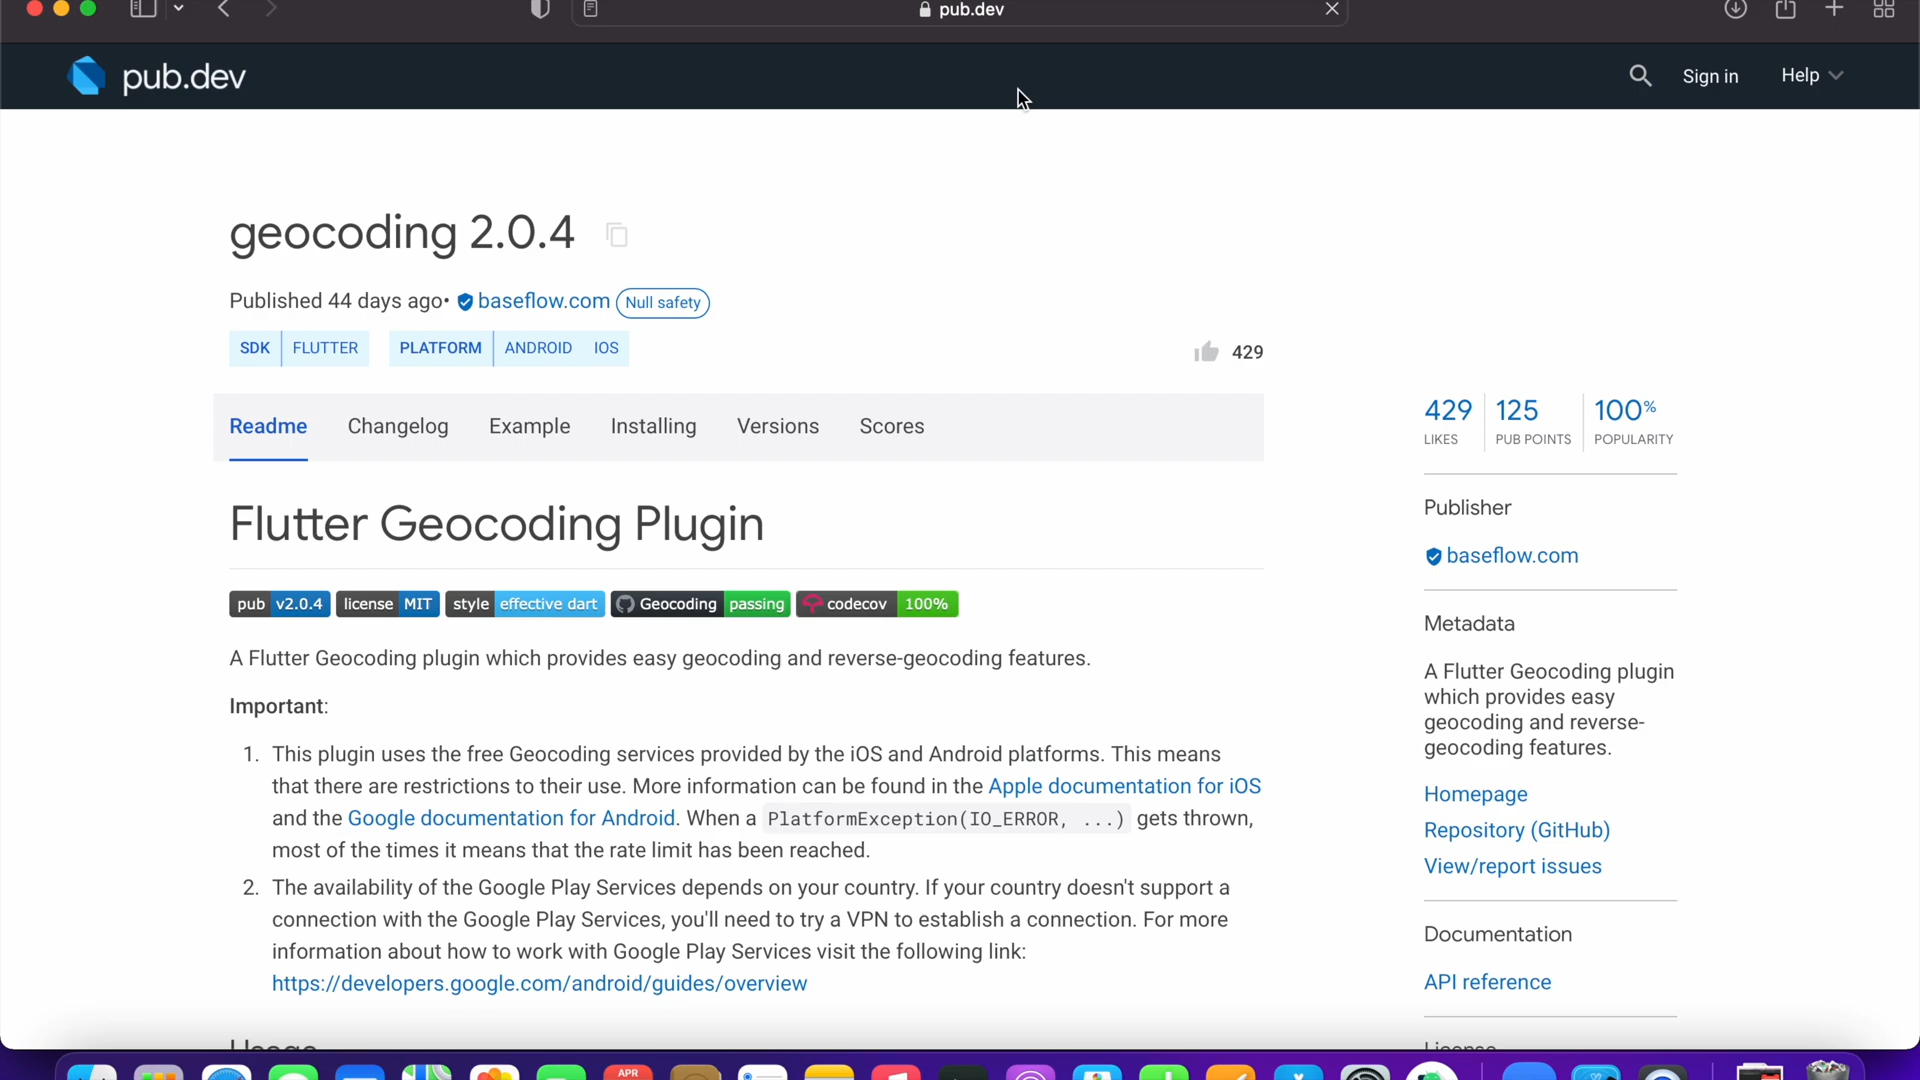 pub.dev
pub.dev
Sign in
Help
geocoding 2.0.4
Published 44 days ago• baseflow.com Null safety
SDK FLUTTER PLATFORM ANDROID IOS
429
Readme Changelog Example Installing Versions Scores
429 LIKES
125 PUB POINTS
100% POPULARITY
Flutter Geocoding Plugin
pub v2.0.4 license MIT style effective dart Geocoding passing codecov 100%
A Flutter Geocoding plugin which provides easy geocoding and reverse-geocoding features.
Important:
1. This plugin uses the free Geocoding services provided by the iOS and Android platforms. This means
that there are restrictions to their use. More information can be found in the Apple documentation for iOS
and the Google documentation for Android. When a PlatformException(IO_ERROR, ...) gets thrown,
most of the times it means that the rate limit has been reached.
2. The availability of the Google Play Services depends on your country. If your country doesn't support a
connection with the Google Play Services, you'll need to try a VPN to establish a connection. For more
information about how to work with Google Play Services visit the following link:
https://developers.google.com/android/guides/overview
Usage
Publisher
baseflow.com
Metadata
A Flutter Geocoding plugin
which provides easy
geocoding and reverse-
geocoding features.
Homepage
Repository (GitHub)
View/report issues
Documentation
API reference
License
APR